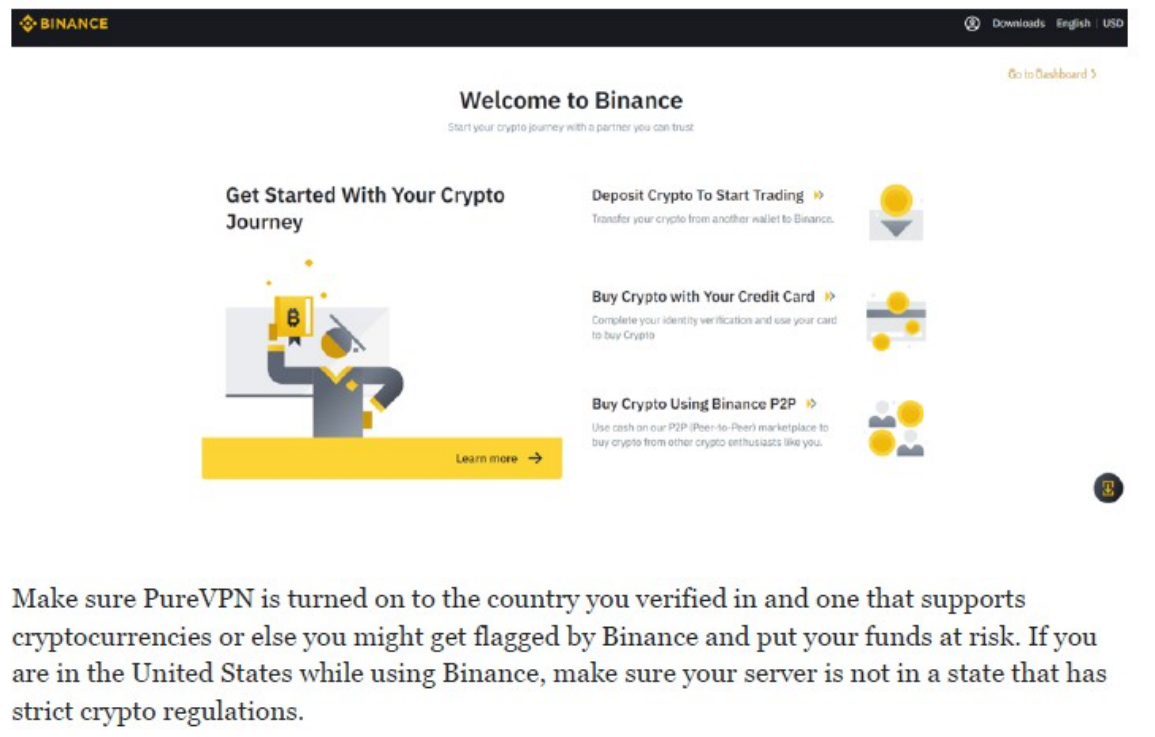 BINANCE
Downloads English | USD
Go to Dashboard
Welcome to Binance
Start your crypto journey with a partner you can trust
Get Started With Your Crypto
Journey
Learn more →
Deposit Crypto To Start Trading
Transfer your crypto from another wallet to Binance.
Buy Crypto with Your Credit Card
Complete your identity verification and use your card
to buy Crypto
Buy Crypto Using Binance P2P
Use cash on our P2P (Peer-to-Peer) marketplace to
buy crypto from other crypto enthusiasts like you.
Make sure PureVPN is turned on to the country you verified in and one that supports
cryptocurrencies or else you might get flagged by Binance and put your funds at risk. If you
are in the United States while using Binance, make sure your server is not in a state that has
strict crypto regulations.